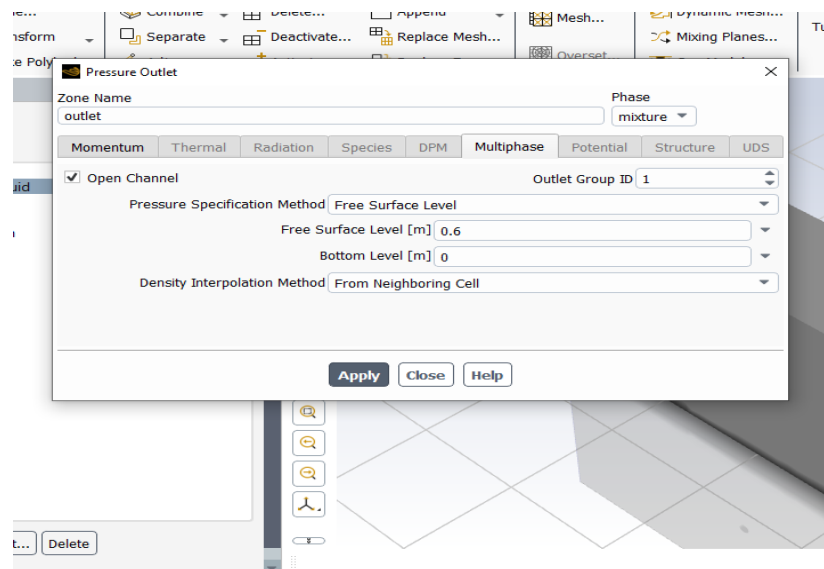 Combine Delete... Append Mesh... Dynamic Mesh...
Separate Deactivate... Replace Mesh... Mixing Planes...
Overset...
Pressure Outlet
Zone Name Phase
outlet mixture
Momentum Thermal Radiation Species DPM Multiphase Potential Structure UDS
Open Channel Outlet Group ID 1
Pressure Specification Method Free Surface Level
Free Surface Level [m] 0.6
Bottom Level [m] 0
Density Interpolation Method From Neighboring Cell
Apply Close Help
Delete